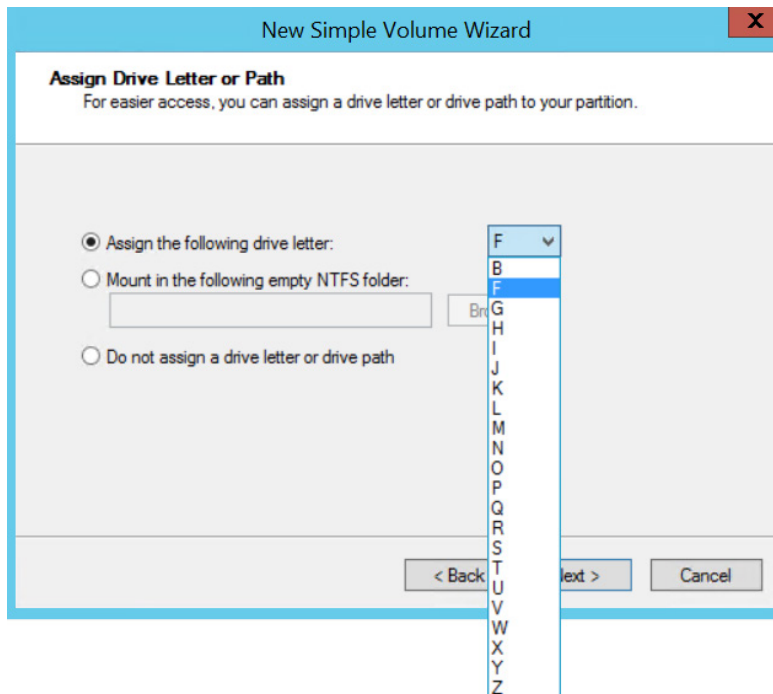 New Simple Volume Wizard
X
Assign Drive Letter or Path
For easier access, you can assign a drive letter or drive path to your partition.
Assign the following drive letter: F
Mount in the following empty NTFS folder:
Do not assign a drive letter or drive path
B
F
G
H
I
J
K
L
M
N
O
P
Q
R
S
T
U
V
W
X
Y
Z
< Back
Cancel